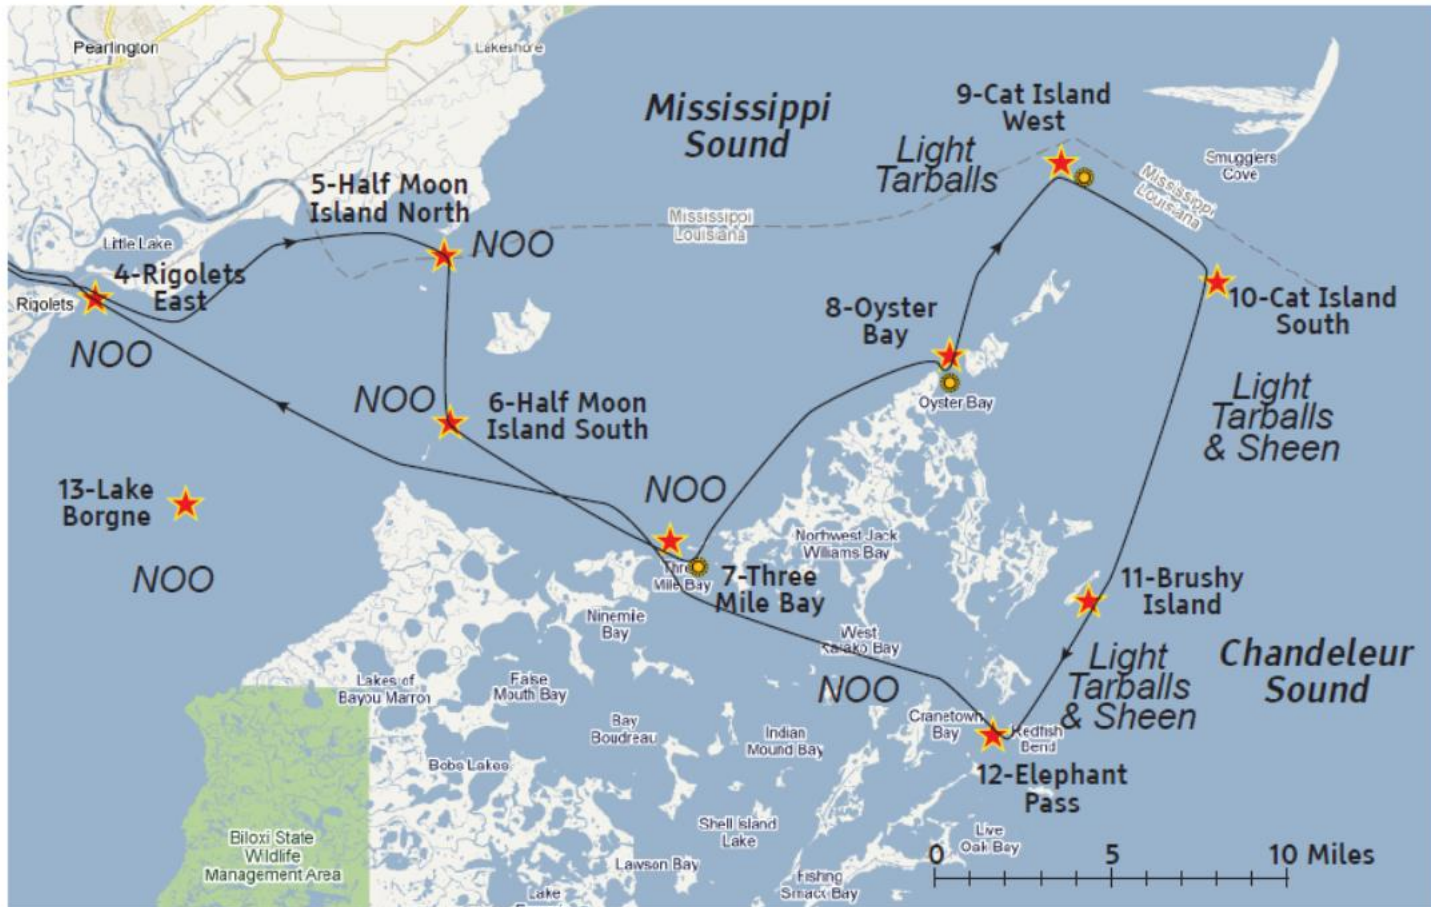 Pearlington
Lakeshore
Mississippi
Sound
9-Cat Island
West
Light
Tarballs
Smugglers
Cove
Mississippi
Louisiana
5-Half Moon
Island North
NOO
Mississippi
Louisiana
Little Lake
4-Rigolets
East
Rigolets
NOO
8-Oyster
Bay
10-Cat Island
South
NOO
6-Half Moon
Island South
Oyster Bay
Light
Tarballs
& Sheen
13-Lake
Borgne
NOO
NOO
Northwest Jack
Williams Bay
Mile Bay
7-Three
Mile Bay
11-Brushy
Island
Ninemile
Bay
West
Karako Bay
Light
Tarballs
& Sheen
Chandeleur
Sound
Lakes of
Bayou Marron
False
Mouth Bay
NOO
Bay
Boudreau
Indian
Mound Bay
Cranetown
Bay
Redfish
Bend
Bobs Lakes
12-Elephant
Pass
Biloxi State
Wildlife
Management Area
Shell Island
Lake
Live
Oak Bay
0 5 10 Miles
Lawson Bay
Fishing
Smack Bay
Lake